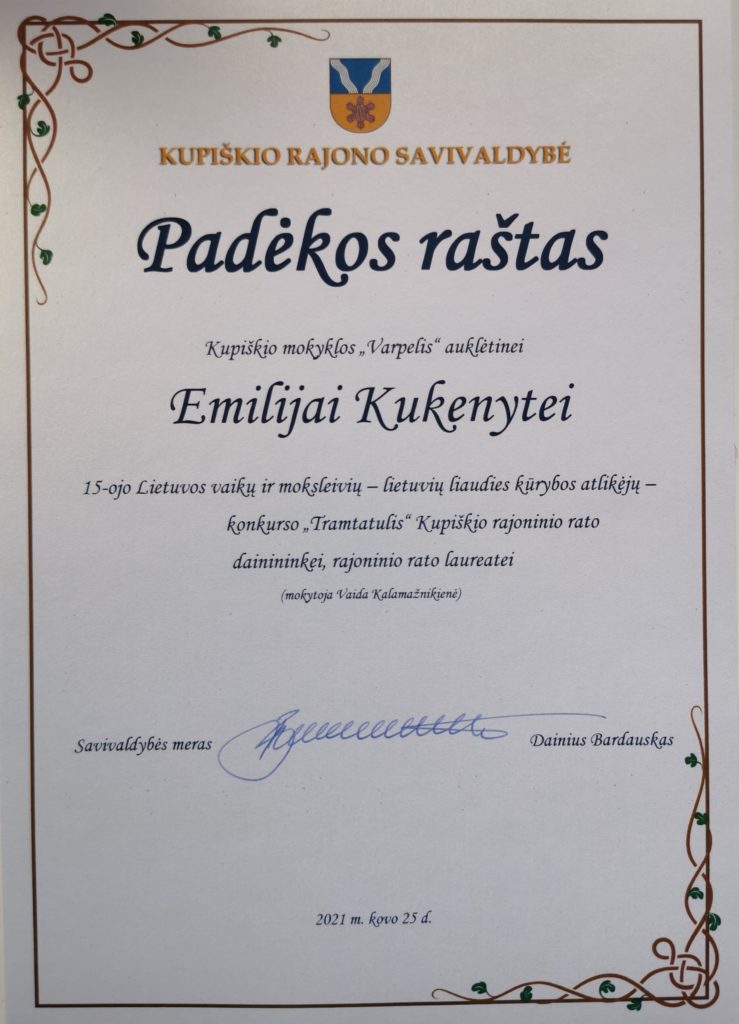 KUPIŠKIO RAJONO SAVIVALDYBĖ
Padėkos raštas
Kupiškio mokyklos „Varpelis“ auklėtinei
Emilijai Kukenytei
15-ojo Lietuvos vaikų ir moksleivių – lietuvių liaudies kūrybos atlikėjų –
konkurso „Tramtatulis“ Kupiškio rajoninio rato
dainininkei, rajoninio rato laureatei
(mokytoja Vaida Kalamažnikienė)
Savivaldybės meras Dainius Bardauskas
2021 m. kovo 25 d.